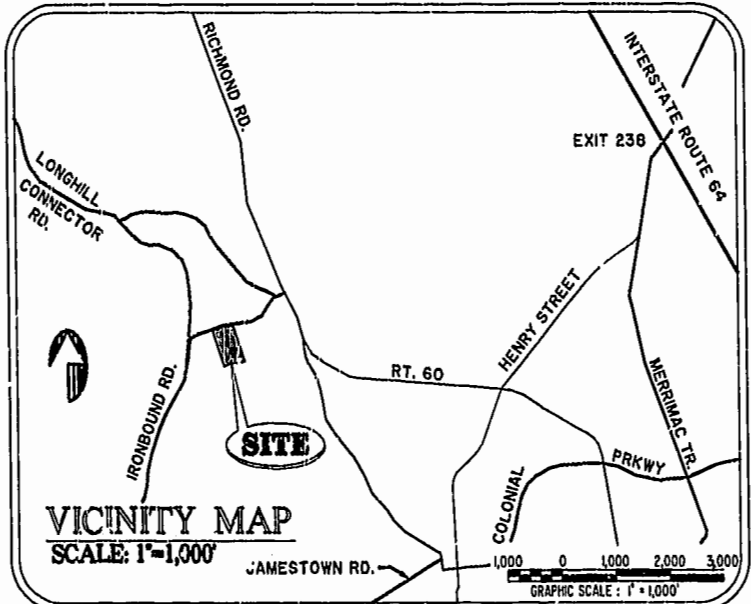 RICHMOND RD.
INTERSTATE ROUTE 64
EXIT 238
LONGHILL
CONNECTOR
RD.
HENRY STREET
RT. 60
MERRIMAC TR.
IRONBOUND RD.
SITE
COLONIAL
PRKWY
VICINITY MAP
SCALE: 1"=1,000'
JAMESTOWN RD.
1,000 0 1,000 2,000 3,000
GRAPHIC SCALE : 1" = 1,000'